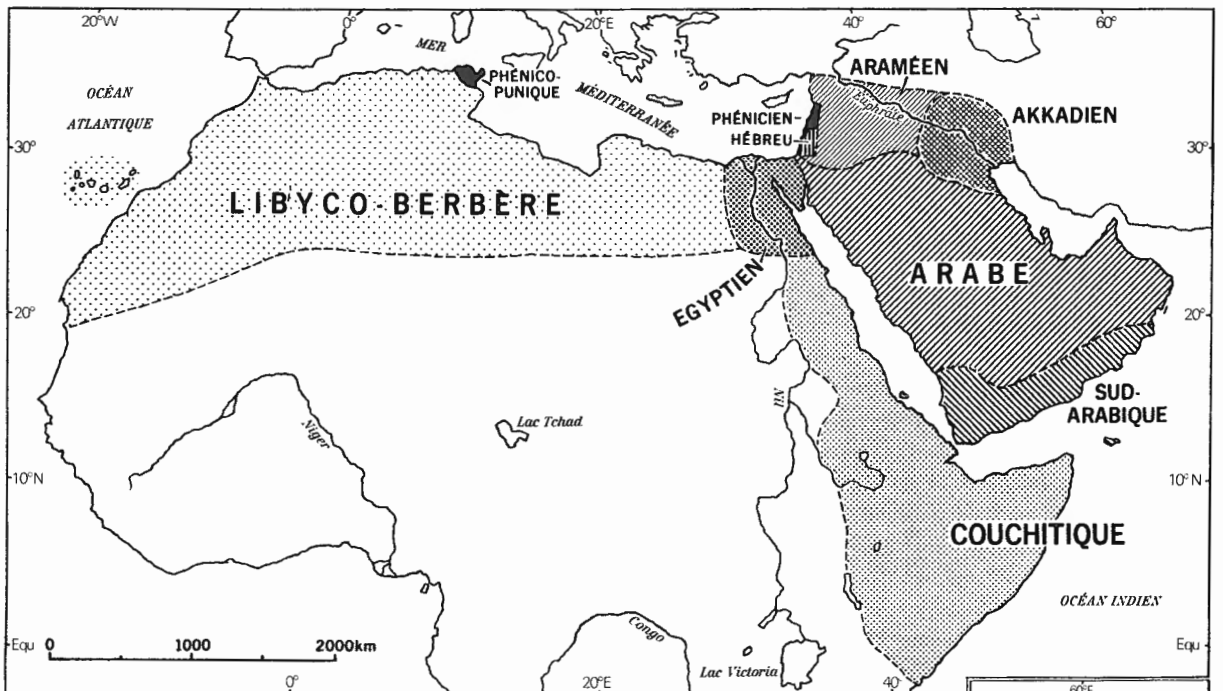 20°W
0°
20°E
40°
60°
MER
ARAMÉEN
OCÉAN
ATLANTIQUE
PHÉNICO-
PUNIQUE
MÉDITERRANÉE
Euphrate
AKKADIEN
PHÉNICIEN-
HÉBREU
30°
30°
LIBYCO-BERBÈRE
ARABE
EGYPTIEN
20°
20°
SUD-
ARABIQUE
Nil
Niger
Lac Tchad
10°N
10°N
COUCHITIQUE
OCÉAN INDIEN
Equ
0
1000
2000km
Congo
Lac Victoria
Equ
0°
20°E
40°
60°E